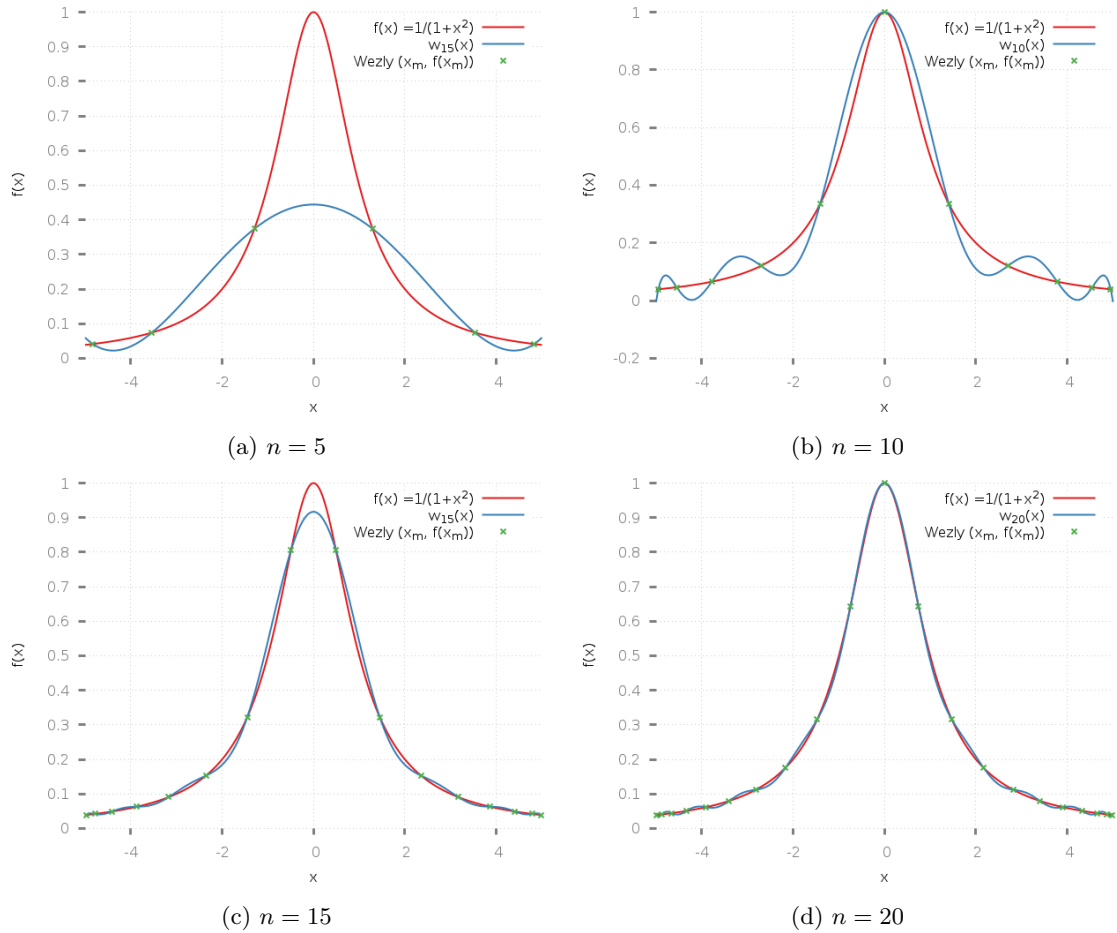 f(x) =1/(1+x²)
w₁₅(x)
Wezly (xₘ, f(xₘ))
f(x)
1
0.9
0.8
0.7
0.6
0.5
0.4
0.3
0.2
0.1
0
-4
-2
0
2
4
x
(a) n = 5
f(x) =1/(1+x²)
w₁₀(x)
Wezly (xₘ, f(xₘ))
f(x)
1
0.8
0.6
0.4
0.2
0
-0.2
-4
-2
0
2
4
x
(b) n = 10
f(x) =1/(1+x²)
w₁₅(x)
Wezly (xₘ, f(xₘ))
f(x)
1
0.9
0.8
0.7
0.6
0.5
0.4
0.3
0.2
0.1
0
-4
-2
0
2
4
x
(c) n = 15
f(x) =1/(1+x²)
w₂₀(x)
Wezly (xₘ, f(xₘ))
f(x)
1
0.9
0.8
0.7
0.6
0.5
0.4
0.3
0.2
0.1
0
-4
-2
0
2
4
x
(d) n = 20